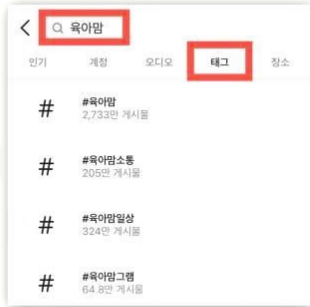 육아맘
인기 계정 오디오 태그 장소
# #육아맘
2,733만 게시물
# #육아맘소통
205만 게시물
# #육아맘일상
324만 게시물
# #육아맘그램
64.8만 게시물